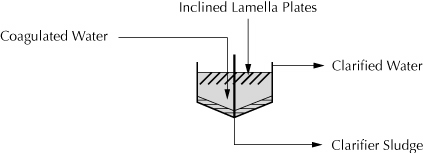 Inclined Lamella Plates
Coagulated Water
Clarified Water
Clarifier Sludge